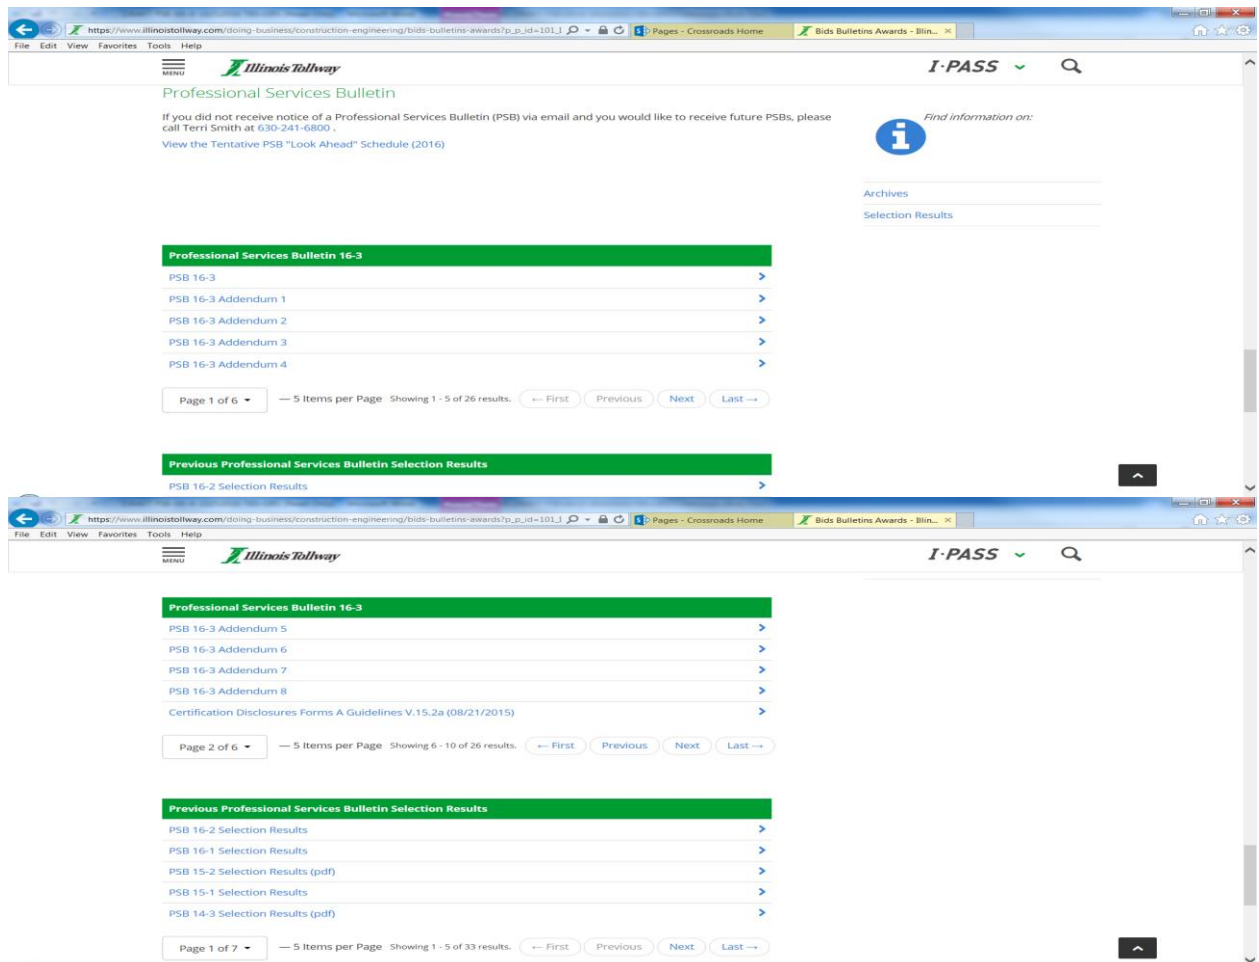 https://www.illinoistollway.com/doing-business/construction-engineering/bids-bulletins-awards?p_p_id=101_I
Pages - Crossroads Home
Bids Bulletins Awards - Illin...
File Edit View Favorites Tools Help
MENU
Illinois Tollway
I·PASS
Professional Services Bulletin
If you did not receive notice of a Professional Services Bulletin (PSB) via email and you would like to receive future PSBs, please
call Terri Smith at 630-241-6800 .
View the Tentative PSB "Look Ahead" Schedule (2016)
Find information on:
Archives
Selection Results
Professional Services Bulletin 16-3
PSB 16-3
PSB 16-3 Addendum 1
PSB 16-3 Addendum 2
PSB 16-3 Addendum 3
PSB 16-3 Addendum 4
Page 1 of 6 — 5 Items per Page Showing 1 - 5 of 26 results. ← First Previous Next Last →
Previous Professional Services Bulletin Selection Results
PSB 16-2 Selection Results
https://www.illinoistollway.com/doing-business/construction-engineering/bids-bulletins-awards?p_p_id=101_I
Pages - Crossroads Home
Bids Bulletins Awards - Illin...
File Edit View Favorites Tools Help
MENU
Illinois Tollway
I·PASS
Professional Services Bulletin 16-3
PSB 16-3 Addendum 5
PSB 16-3 Addendum 6
PSB 16-3 Addendum 7
PSB 16-3 Addendum 8
Certification Disclosures Forms A Guidelines V.15.2a (08/21/2015)
Page 2 of 6 — 5 Items per Page Showing 6 - 10 of 26 results. ← First Previous Next Last →
Previous Professional Services Bulletin Selection Results
PSB 16-2 Selection Results
PSB 16-1 Selection Results
PSB 15-2 Selection Results (pdf)
PSB 15-1 Selection Results
PSB 14-3 Selection Results (pdf)
Page 1 of 7 — 5 Items per Page Showing 1 - 5 of 33 results. ← First Previous Next Last →